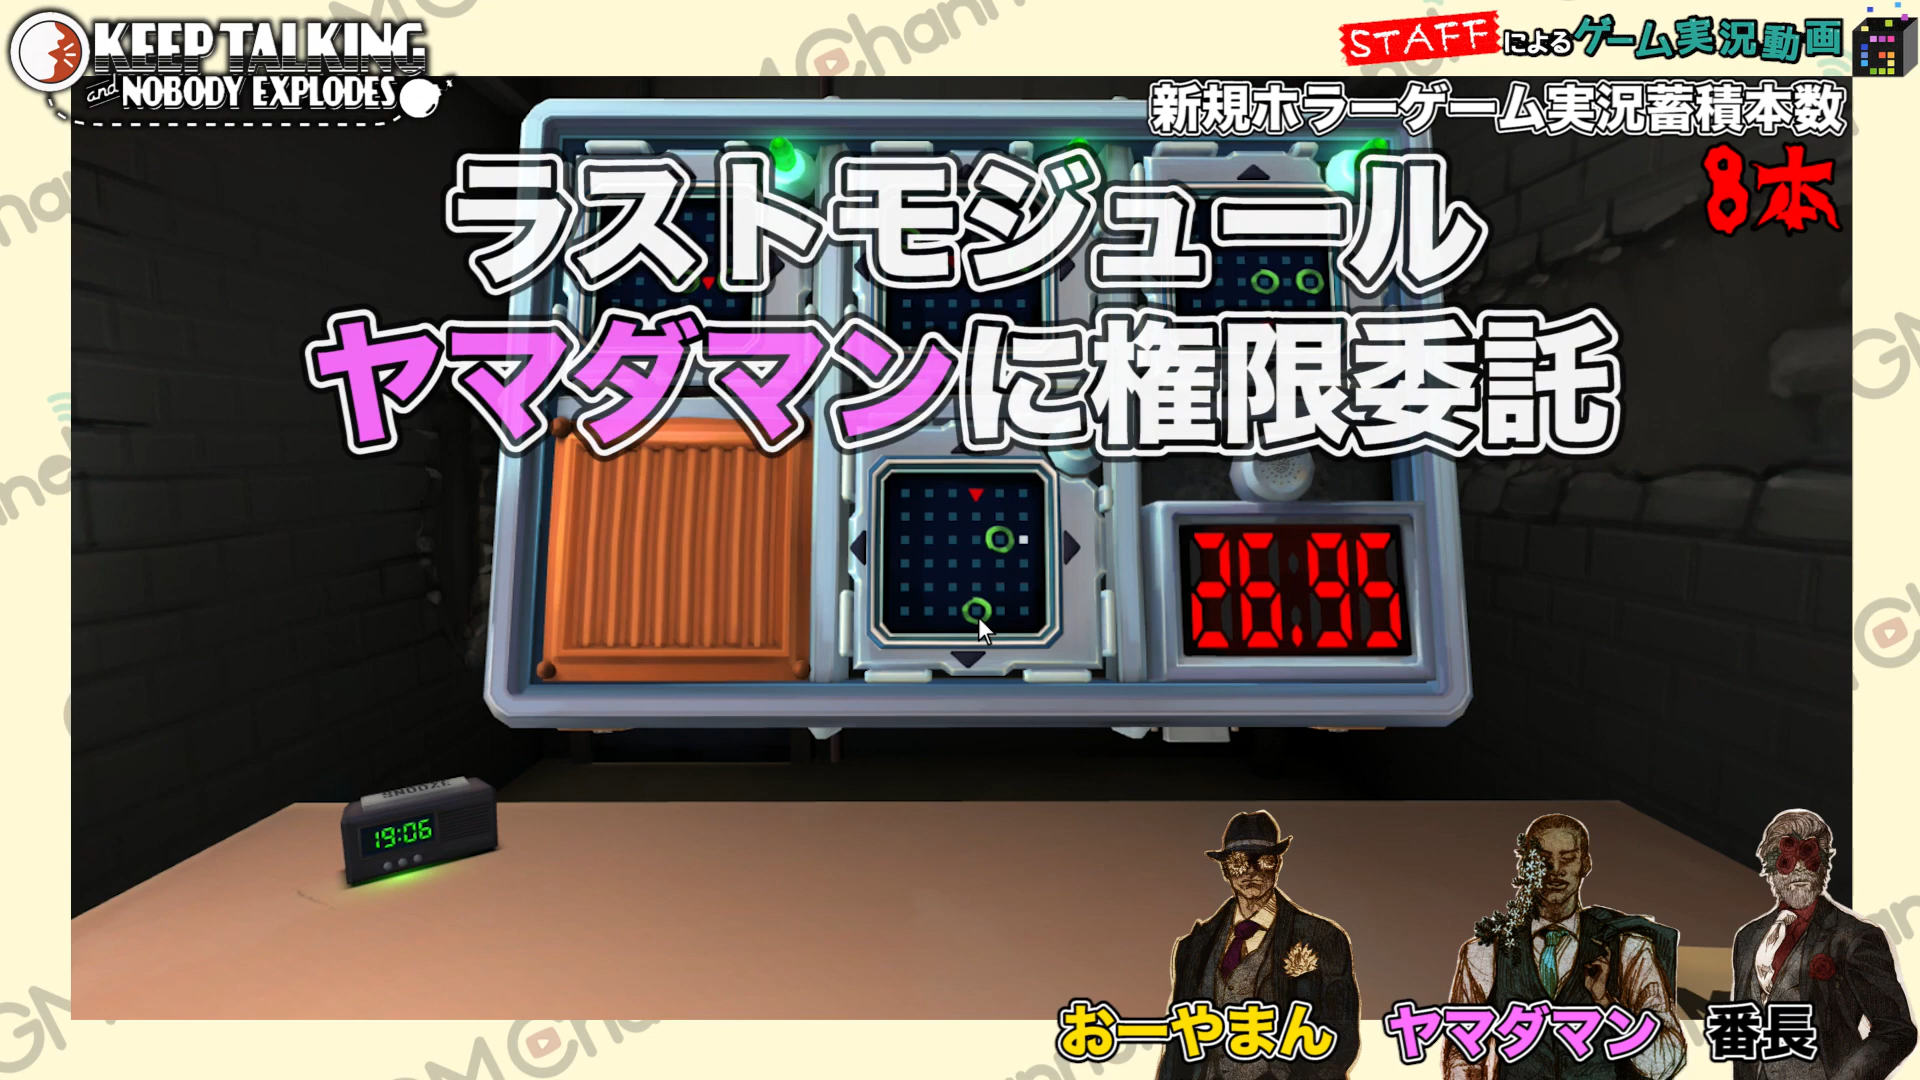 KEEP TALKING
and NOBODY EXPLODES
STAFFによるゲーム実況動画
新規ホラーゲーム実況蓄積本数
8本
ラストモジュール
ヤマダマンに権限委託
26.95
SNOOZE
19:06
おーやまん
ヤマダマン
番長